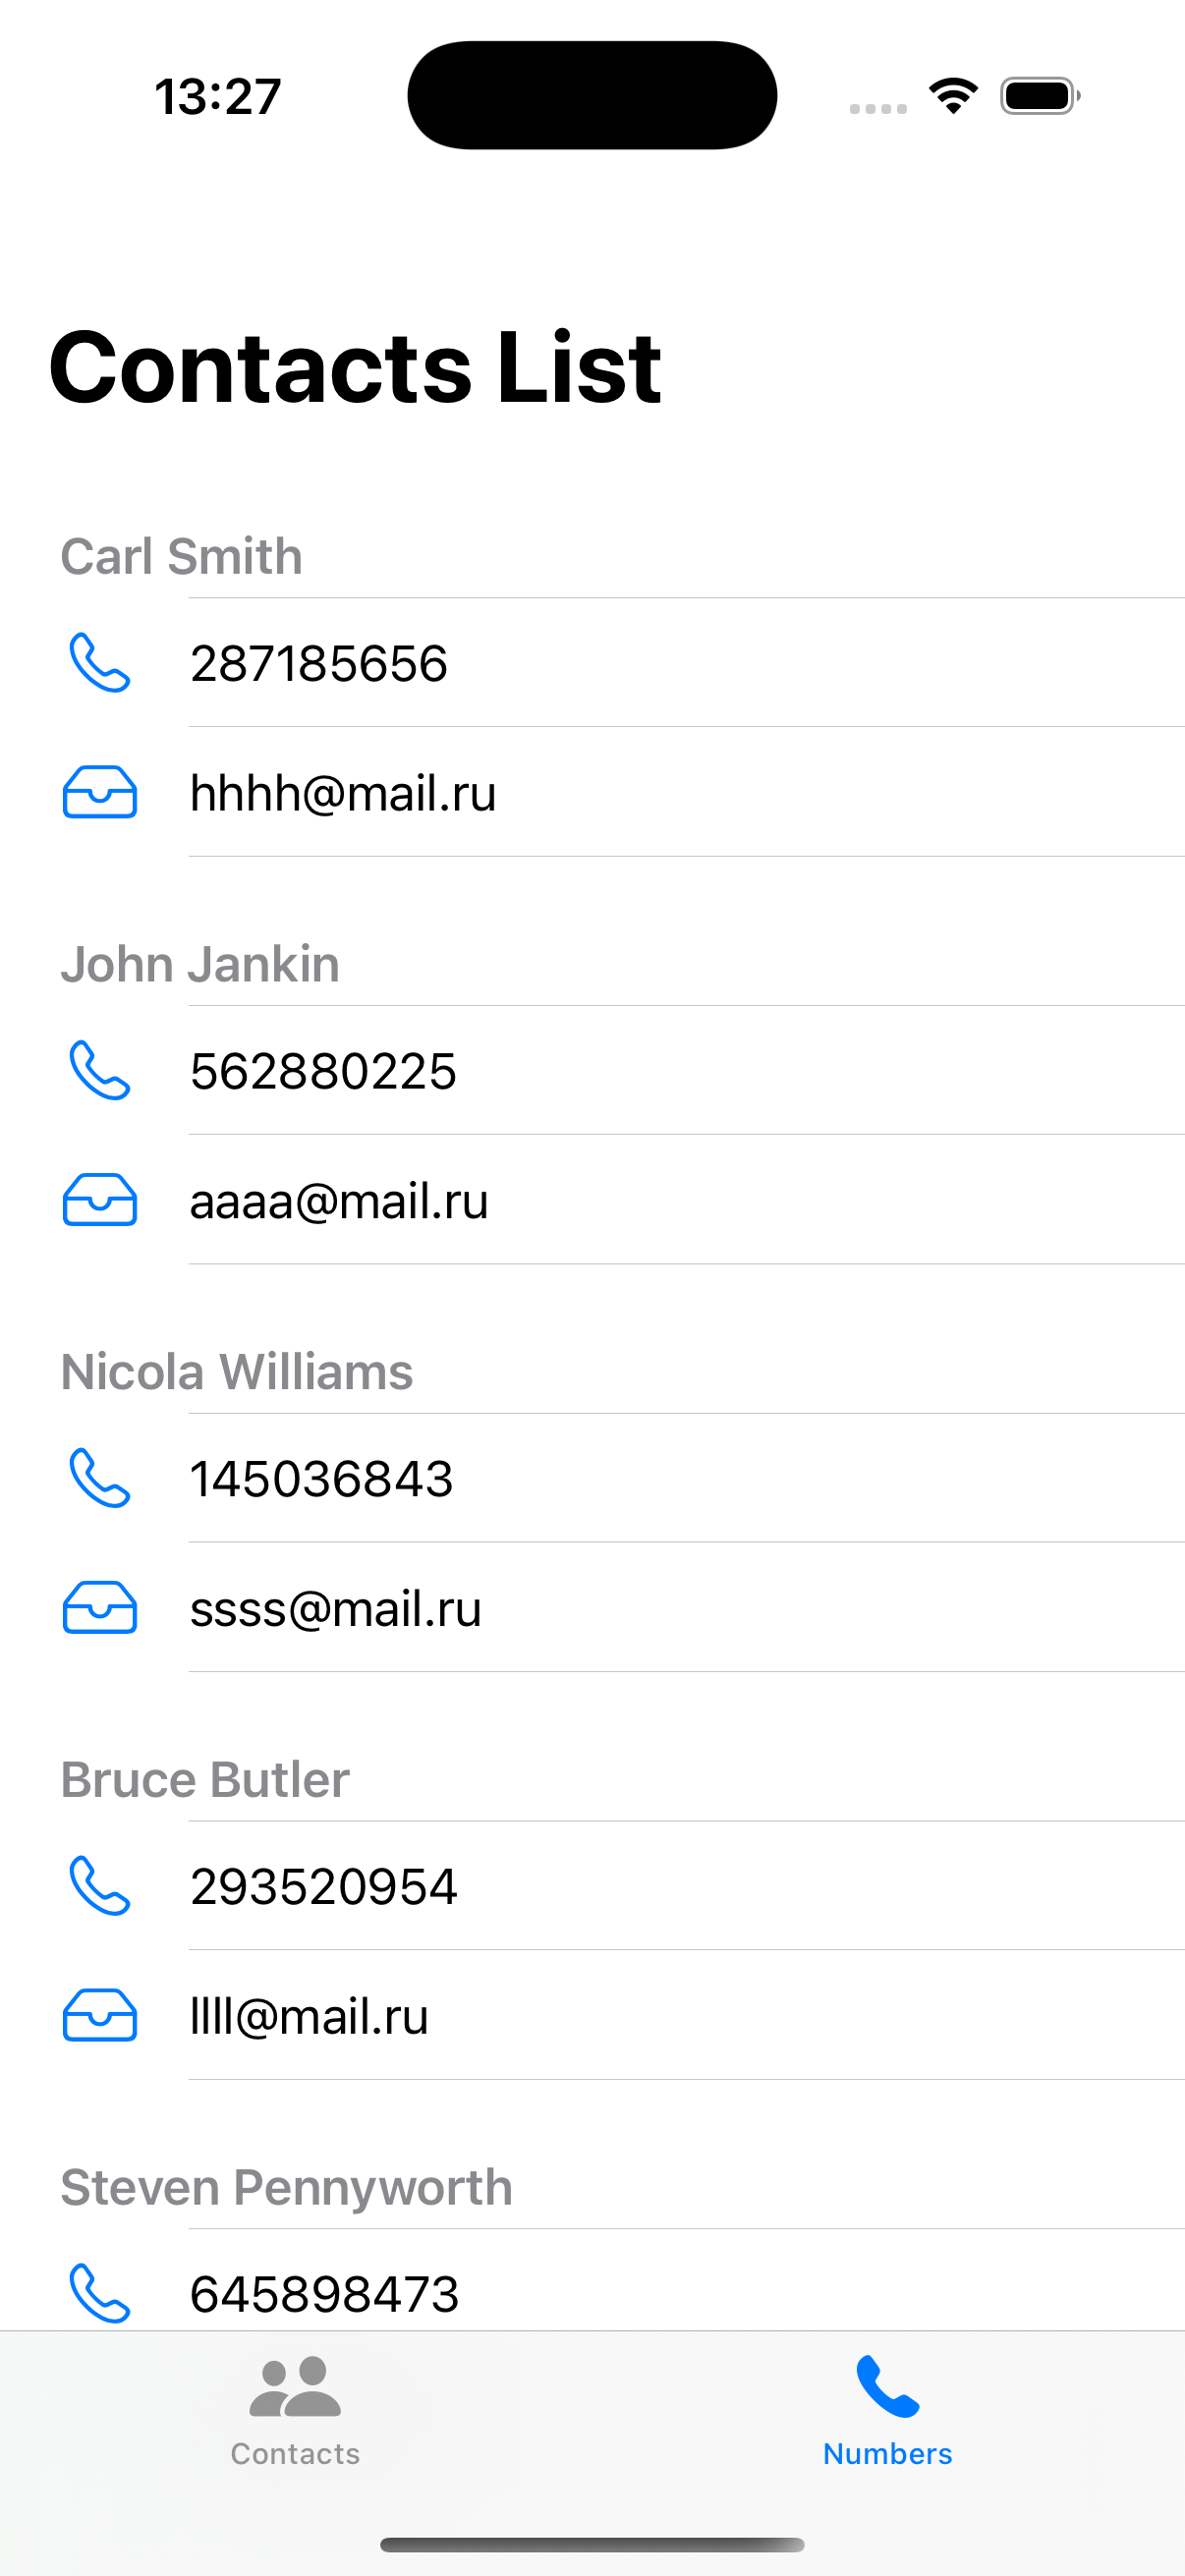 13:27
Contacts List
Carl Smith
287185656
hhhh@mail.ru
John Jankin
562880225
aaaa@mail.ru
Nicola Williams
145036843
ssss@mail.ru
Bruce Butler
293520954
llll@mail.ru
Steven Pennyworth
645898473
Contacts
Numbers